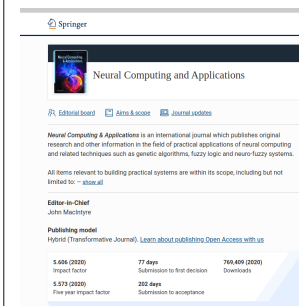 Springer
Neural Computing and Applications
Editorial board Aims & scope Journal updates
Neural Computing & Applications is an international journal which publishes original
research and other information in the field of practical applications of neural computing
and related techniques such as genetic algorithms, fuzzy logic and neuro-fuzzy systems.
All items relevant to building practical systems are within its scope, including but not
limited to: – show all
Editor-in-Chief
John MacIntyre
Publishing model
Hybrid (Transformative Journal). Learn about publishing Open Access with us
5.606 (2020) 77 days 769,409 (2020)
Impact factor Submission to first decision Downloads
5.573 (2020) 202 days
Five year impact factor Submission to acceptance